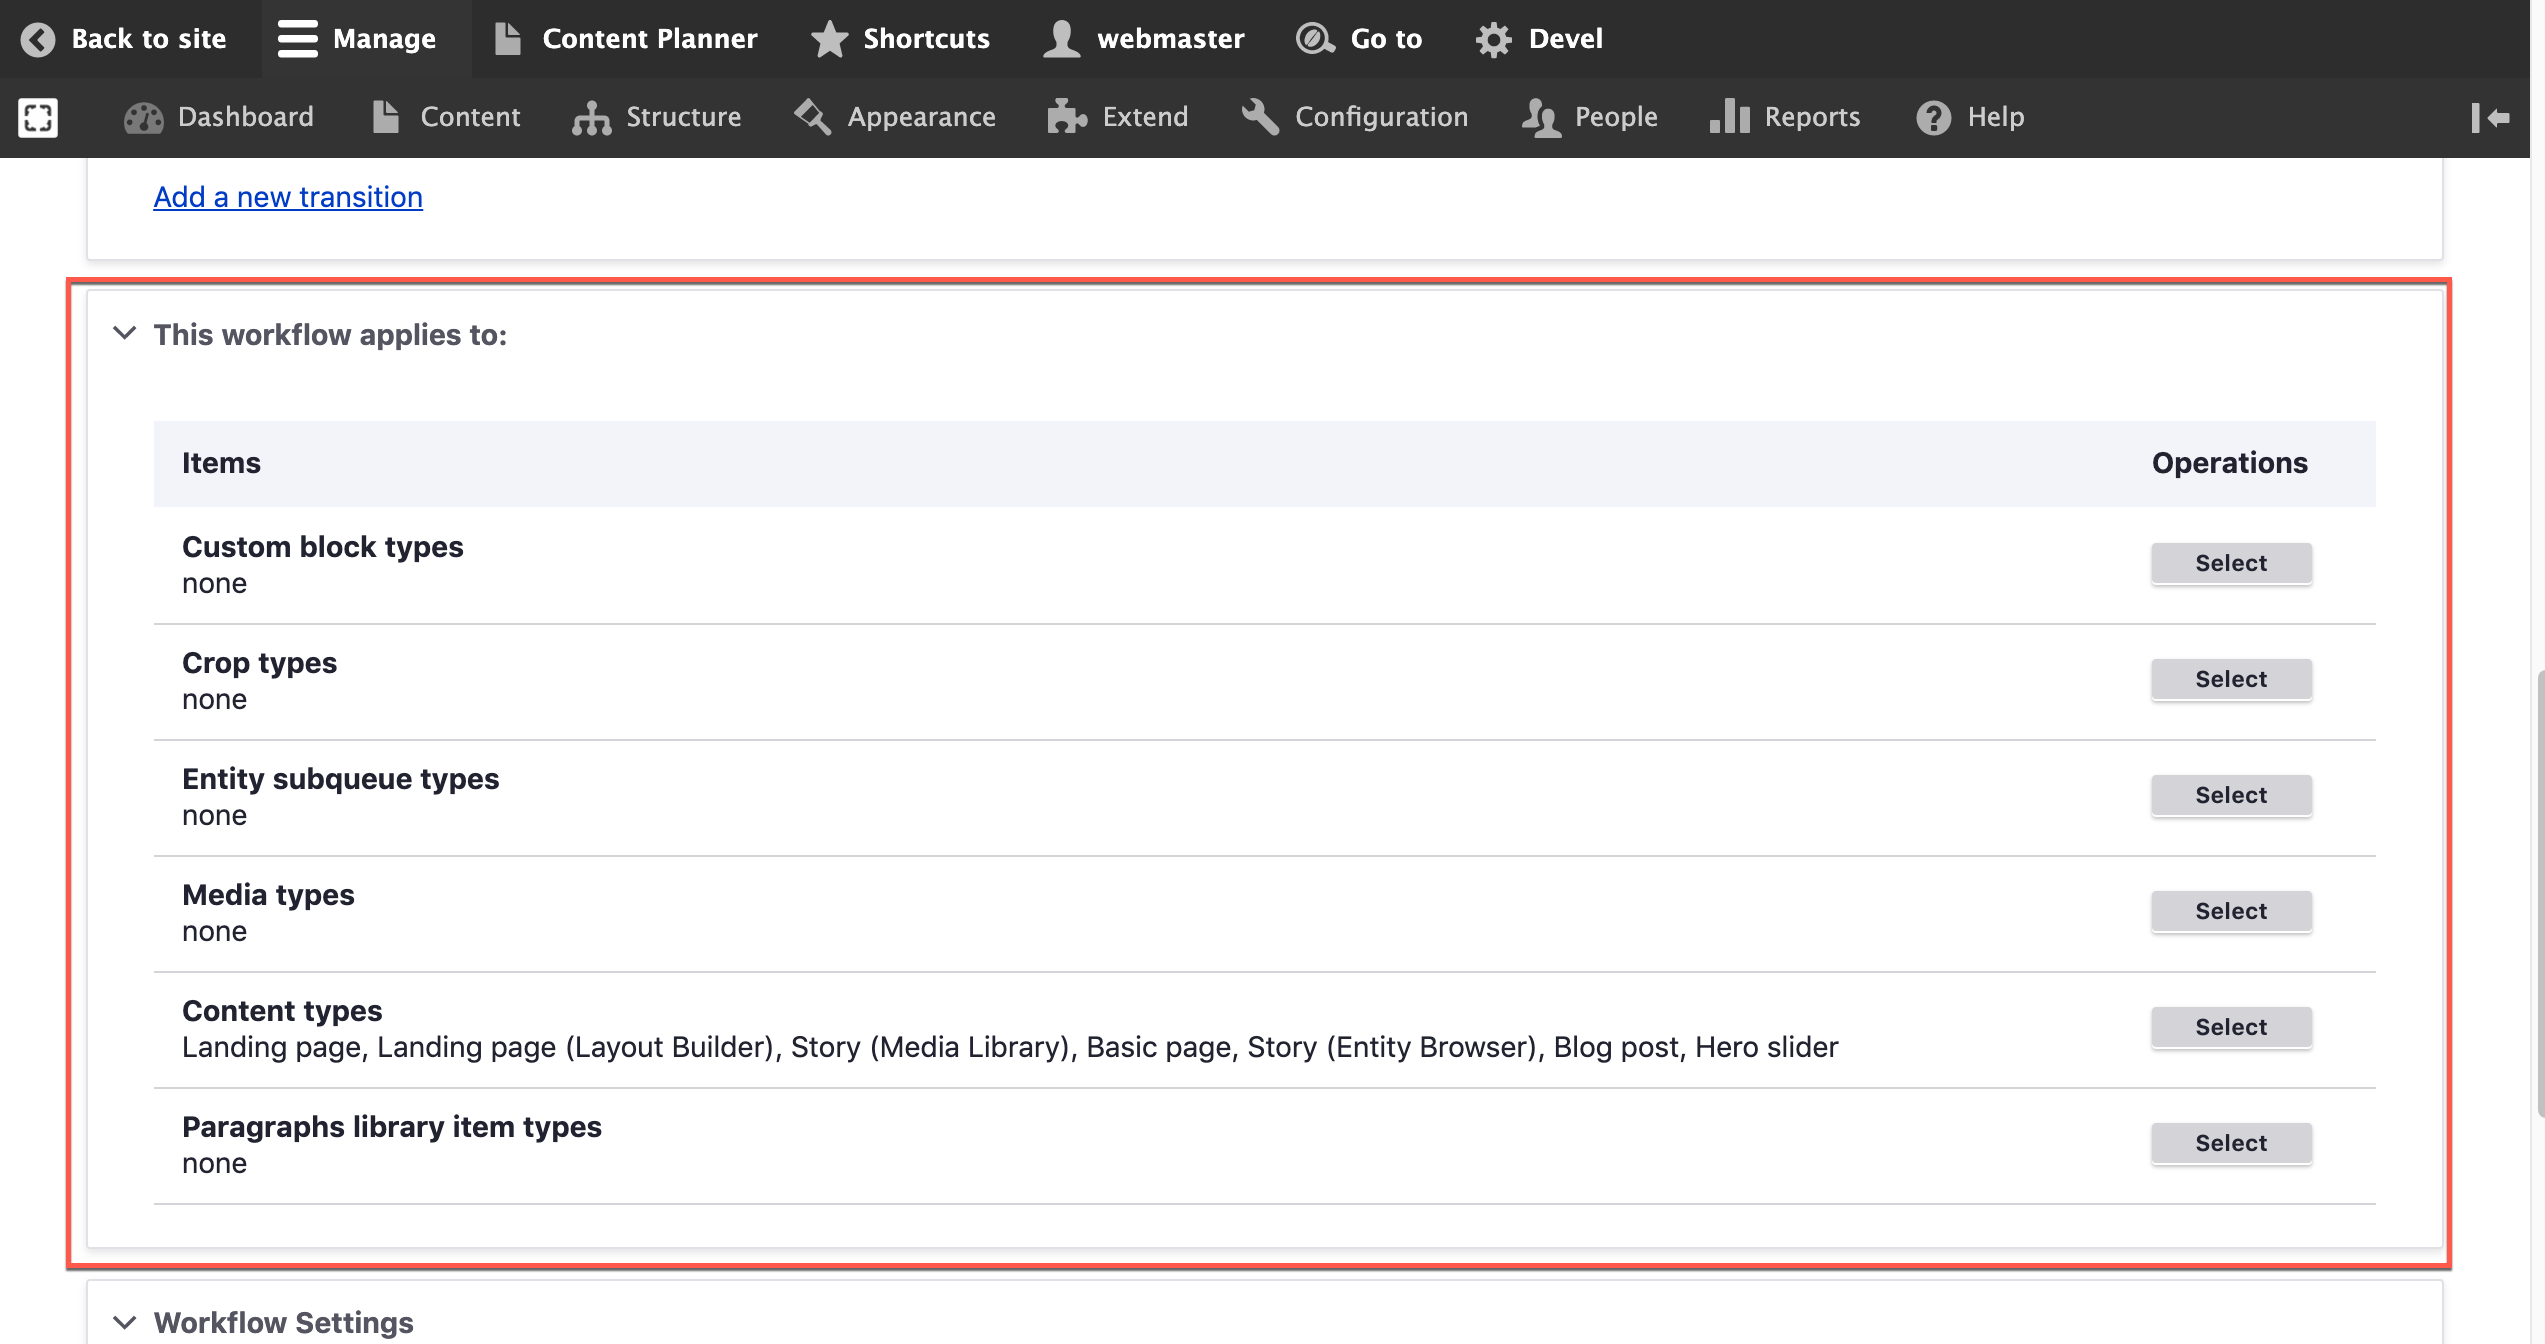 Back to site Manage Content Planner Shortcuts webmaster Go to Devel
Dashboard Content Structure Appearance Extend Configuration People Reports Help
Add a new transition
This workflow applies to:
Items Operations
Custom block types
none
Select
Crop types
none
Select
Entity subqueue types
none
Select
Media types
none
Select
Content types
Landing page, Landing page (Layout Builder), Story (Media Library), Basic page, Story (Entity Browser), Blog post, Hero slider
Select
Paragraphs library item types
none
Select
Workflow Settings